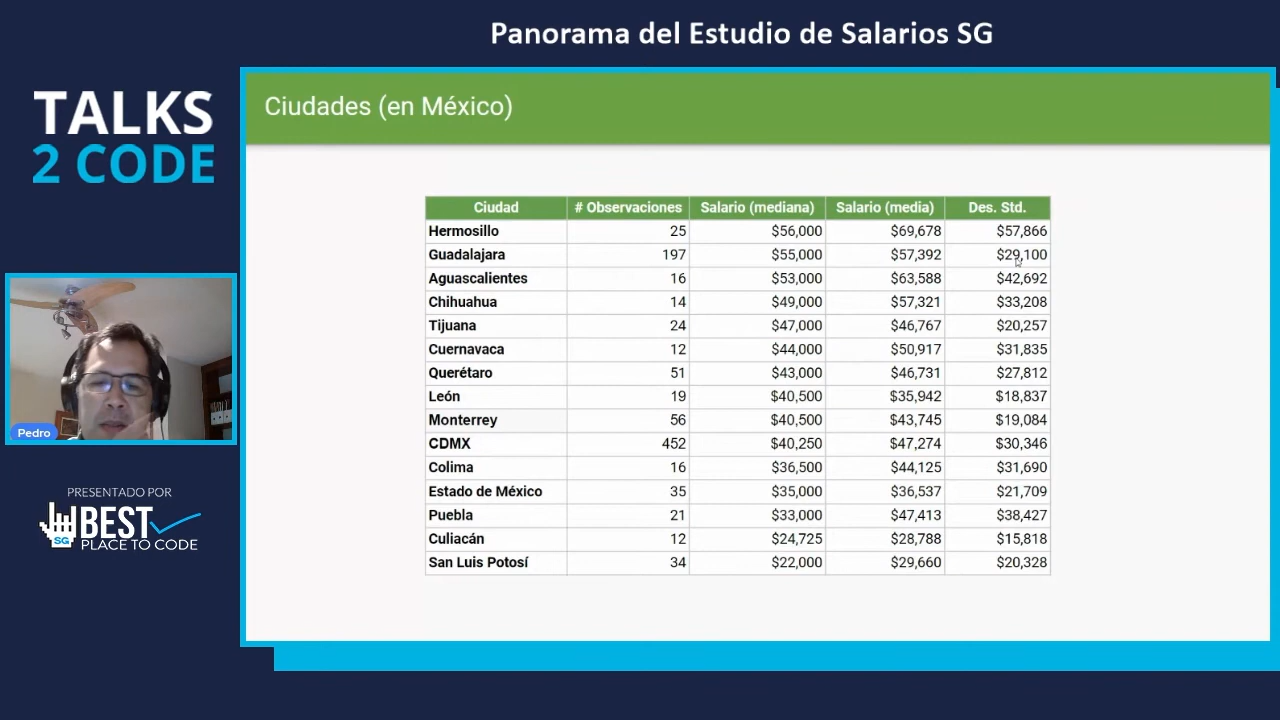 Panorama del Estudio de Salarios SG
TALKS
2 CODE
Ciudades (en México)
Ciudad # Observaciones Salario (mediana) Salario (media) Des. Std.
Hermosillo 25 $56,000 $69,678 $57,866
Guadalajara 197 $55,000 $57,392 $29,100
Aguascalientes 16 $53,000 $63,588 $42,692
Chihuahua 14 $49,000 $57,321 $33,208
Tijuana 24 $47,000 $46,767 $20,257
Cuernavaca 12 $44,000 $50,917 $31,835
Querétaro 51 $43,000 $46,731 $27,812
León 19 $40,500 $35,942 $18,837
Monterrey 56 $40,500 $43,745 $19,084
CDMX 452 $40,250 $47,274 $30,346
Colima 16 $36,500 $44,125 $31,690
Estado de México 35 $35,000 $36,537 $21,709
Puebla 21 $33,000 $47,413 $38,427
Culiacán 12 $24,725 $28,788 $15,818
San Luis Potosí 34 $22,000 $29,660 $20,328
Pedro
PRESENTADO POR
SG BEST
PLACE TO CODE